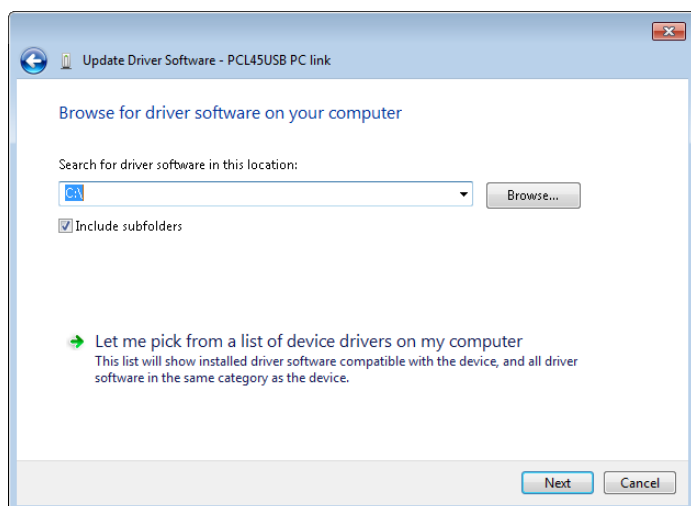 Update Driver Software - PCL45USB PC link
Browse for driver software on your computer
Search for driver software in this location:
C:\
Browse...
Include subfolders
Let me pick from a list of device drivers on my computer
This list will show installed driver software compatible with the device, and all driver
software in the same category as the device.
Next
Cancel